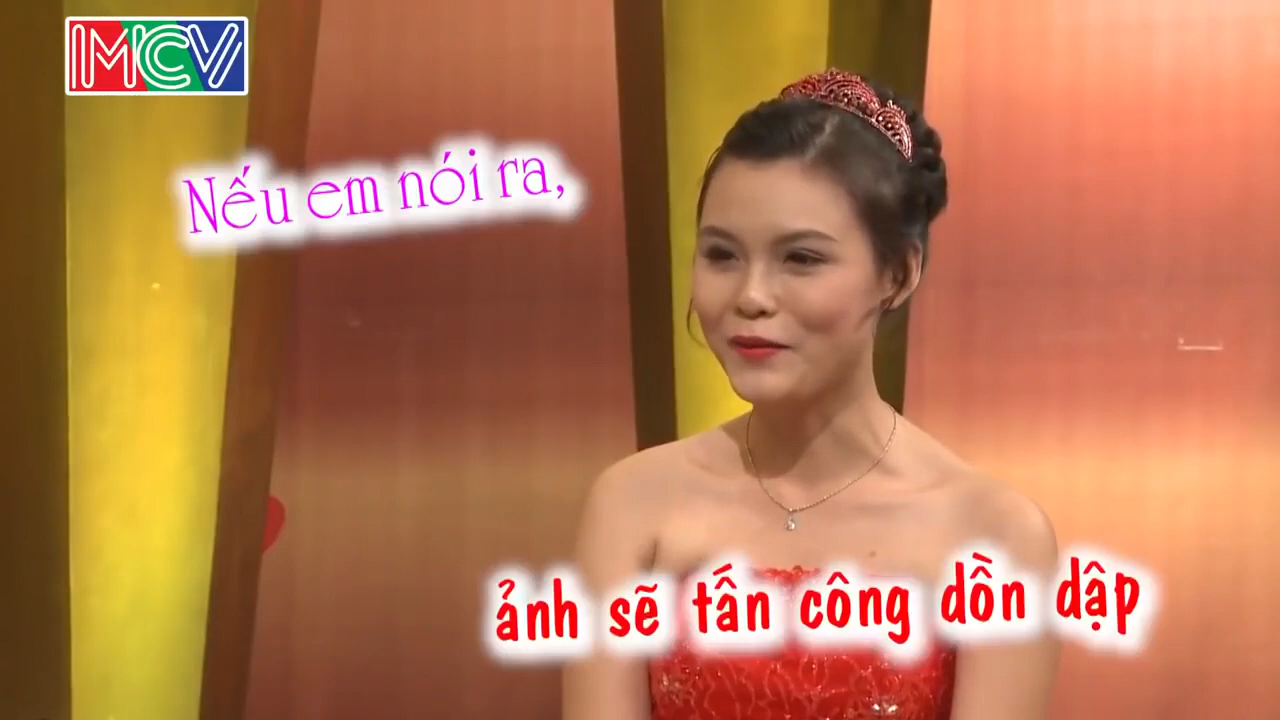 MCV
Nếu em nói ra,
ảnh sẽ tấn công dồn dập